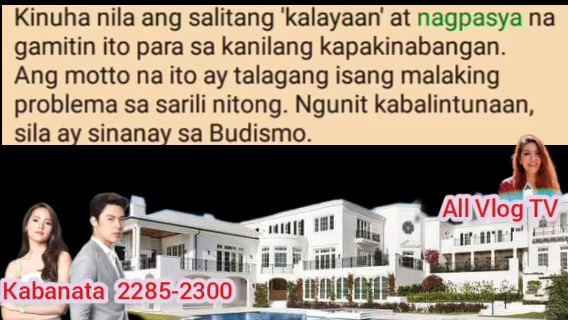 Kinuha nila ang salitang 'kalayaan' at nagpasya na
gamitin ito para sa kanilang kapakinabangan.
Ang motto na ito ay talagang isang malaking
problema sa sarili nitong. Ngunit kabalintunaan,
sila ay sinanay sa Budismo.
All Vlog TV
Kabanata 2285-2300